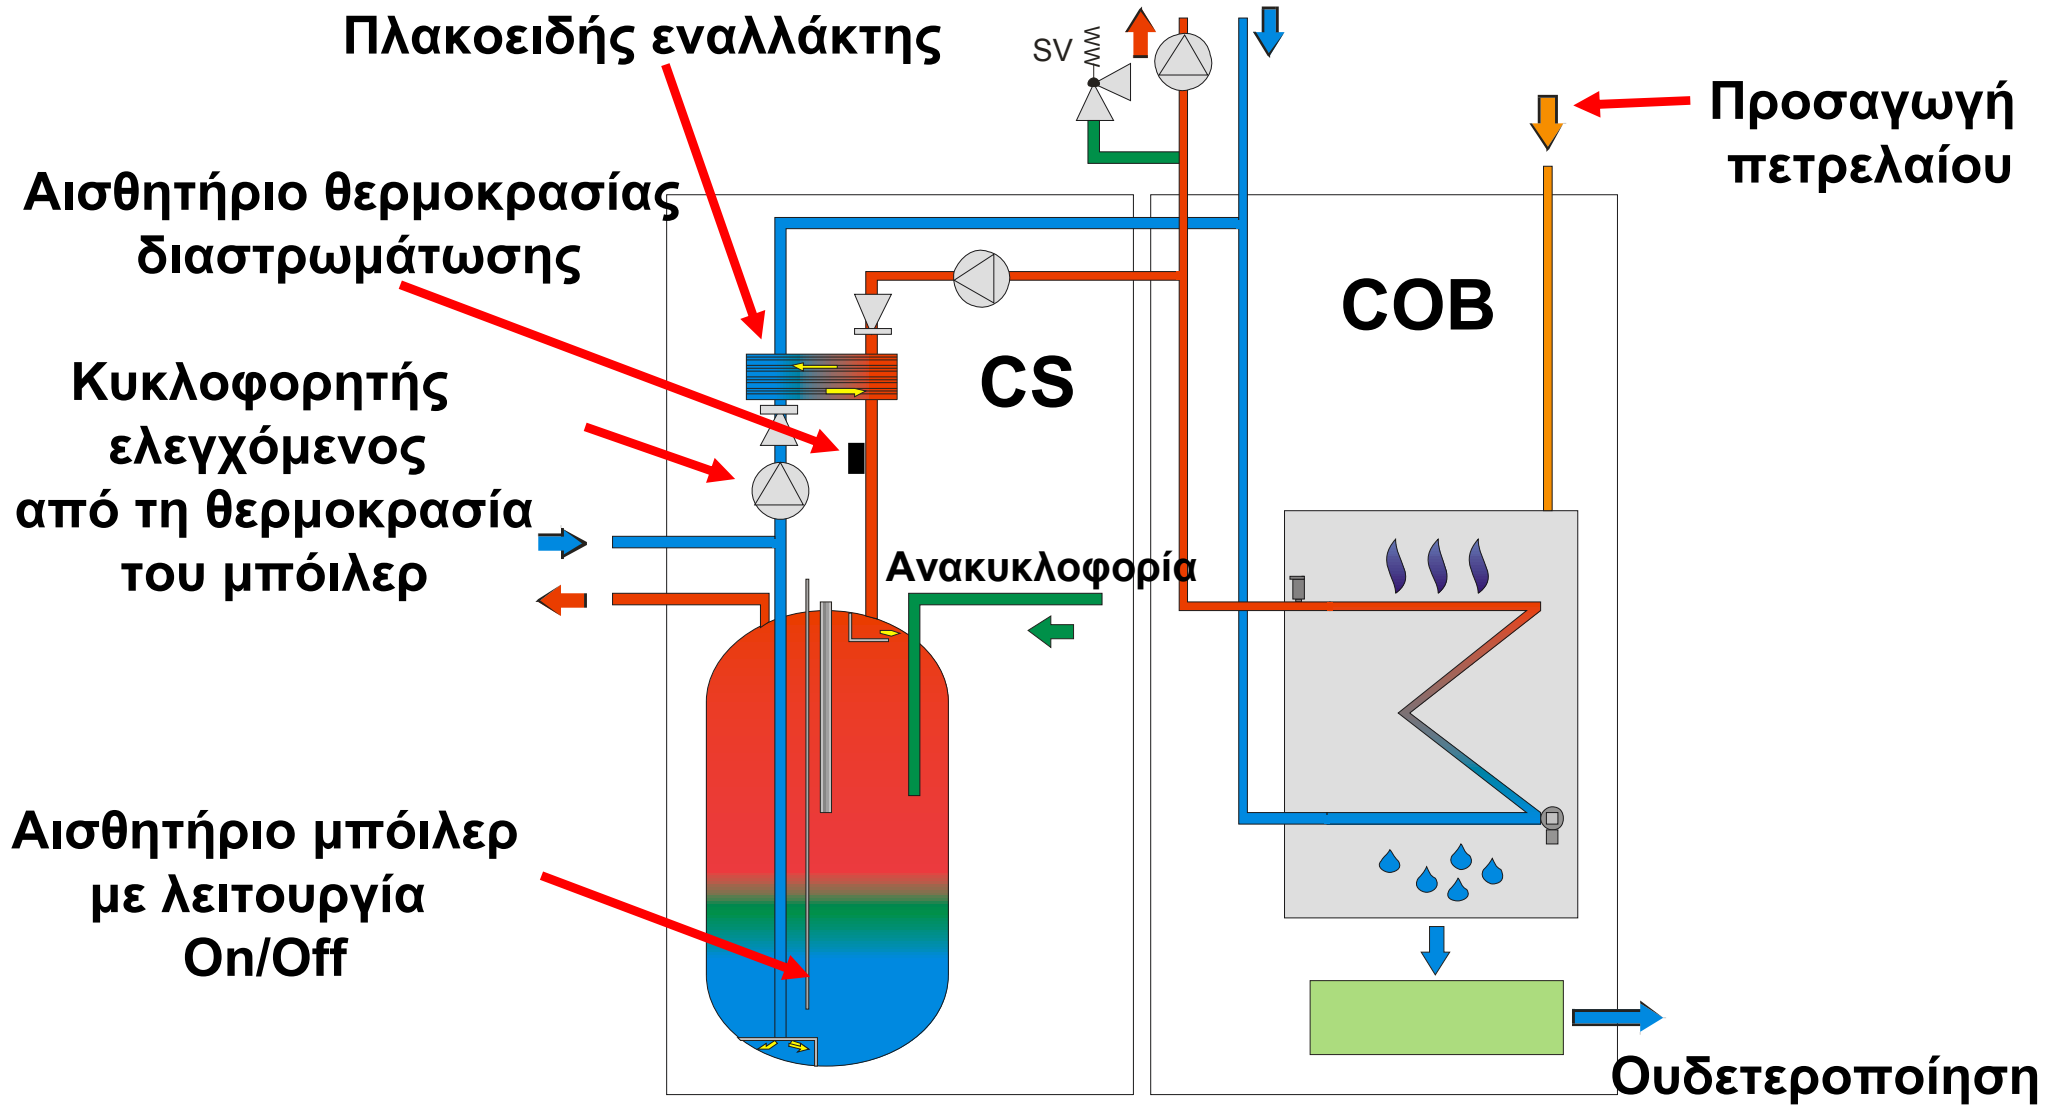 Πλακοειδής εναλλάκτης
SV
Προσαγωγή
πετρελαίου
Αισθητήριο θερμοκρασίας
διαστρωμάτωσης
COB
CS
Κυκλοφορητής
ελεγχόμενος
από τη θερμοκρασία
του μπόιλερ
Ανακυκλοφορία
Αισθητήριο μπόιλερ
με λειτουργία
On/Off
Ουδετεροποίηση